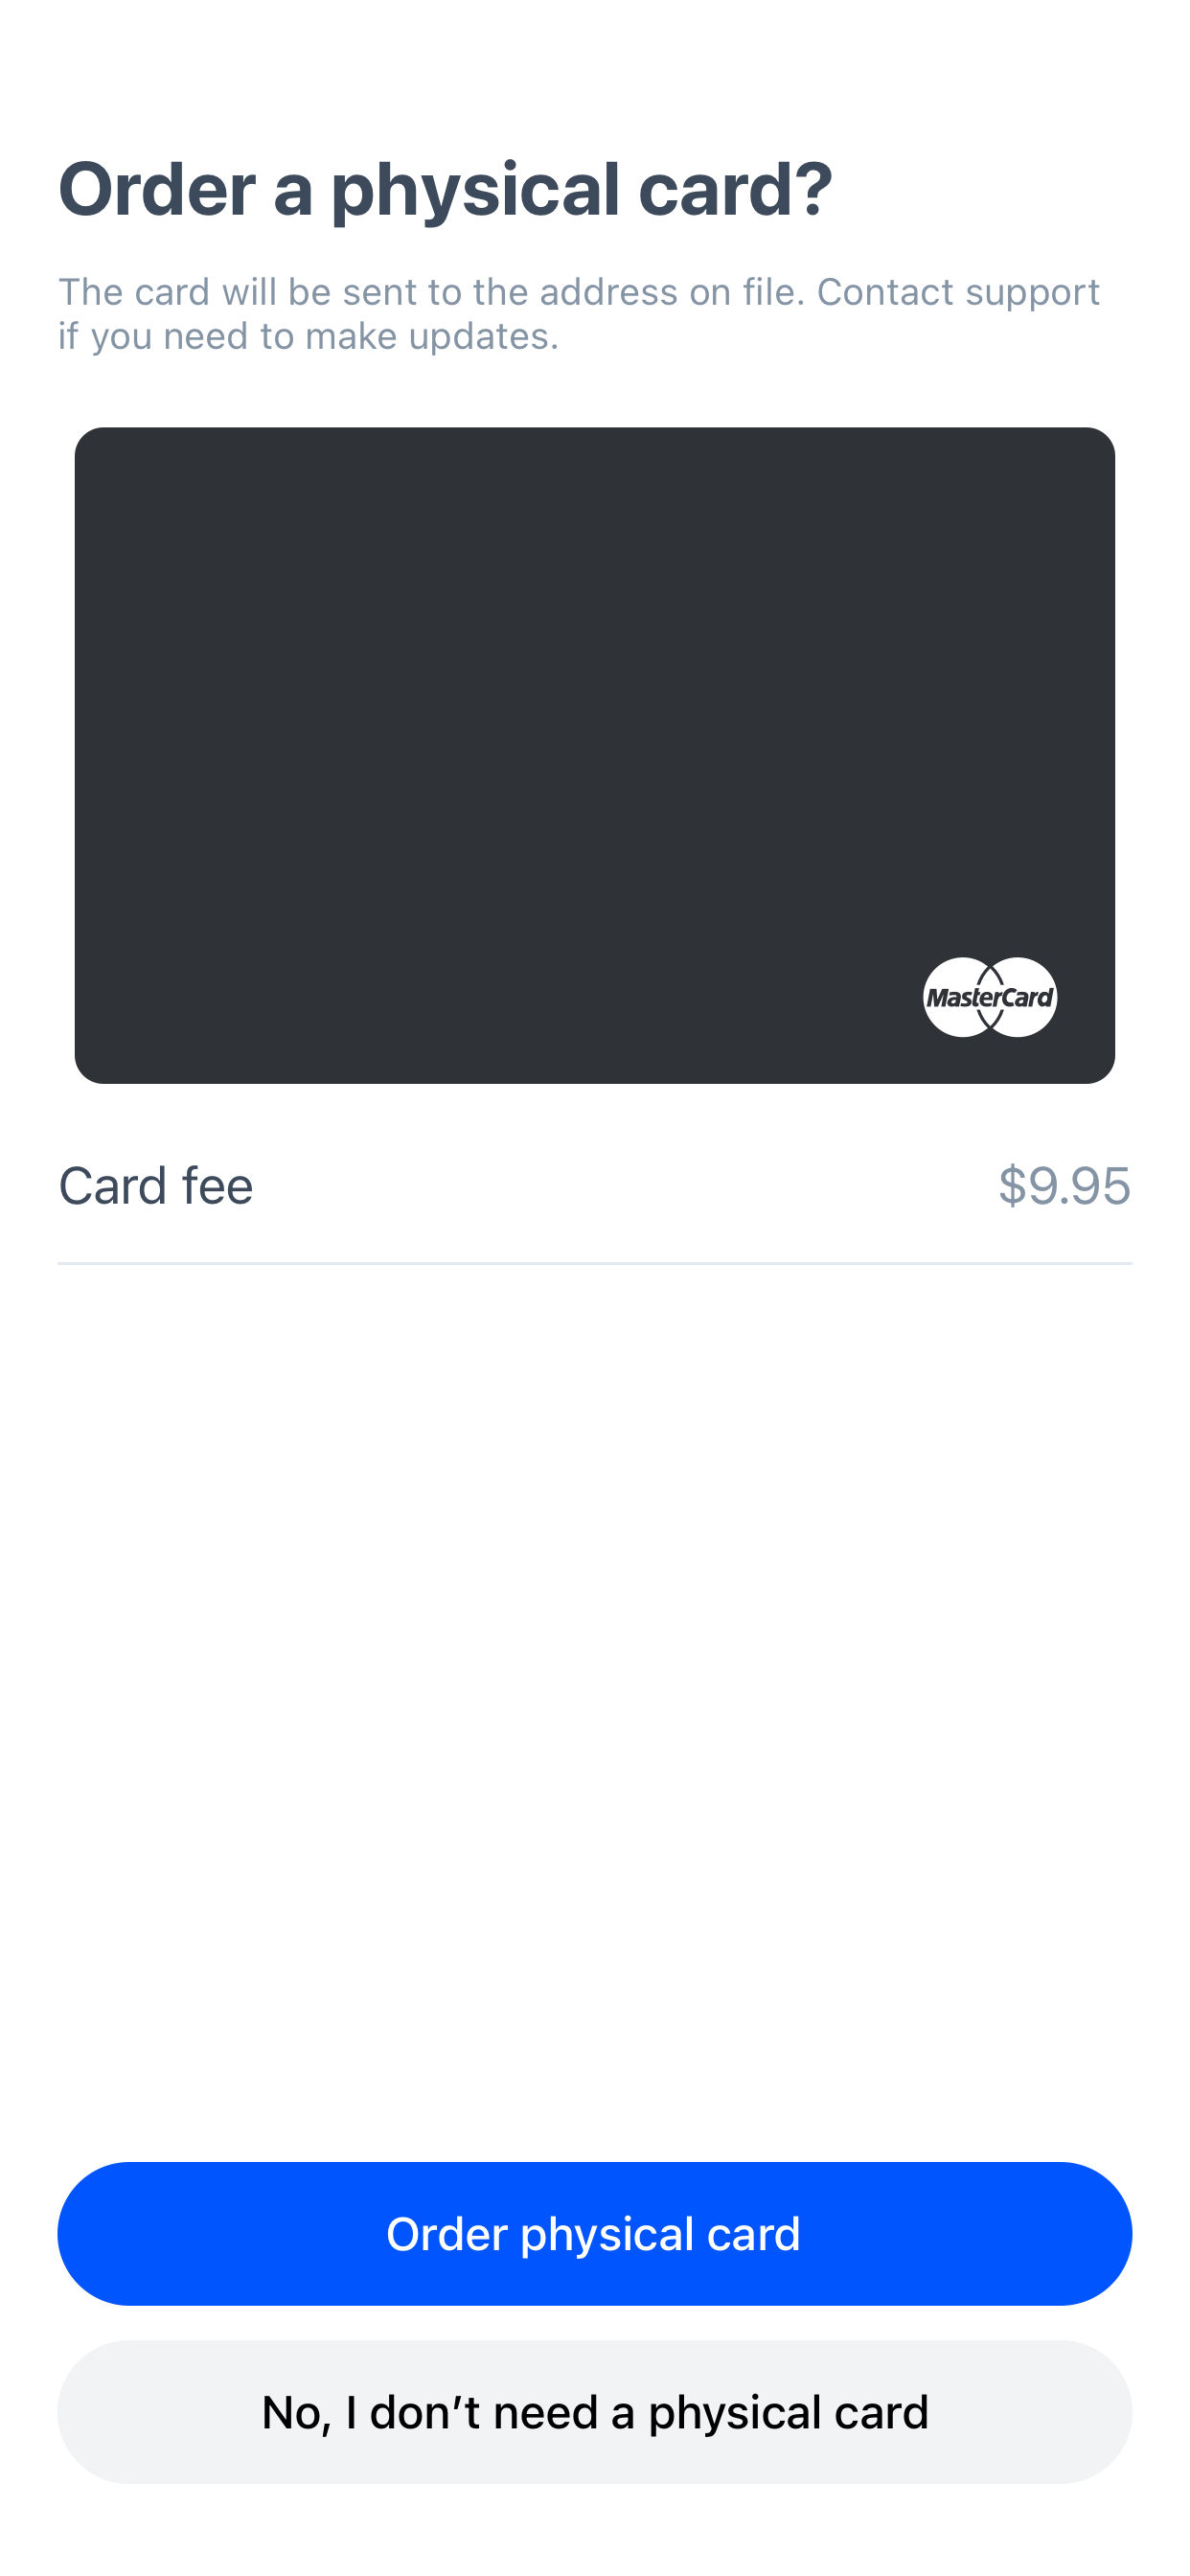 Order a physical card?
The card will be sent to the address on file. Contact support
if you need to make updates.
MasterCard
Card fee
$9.95
Order physical card
No, I don’t need a physical card